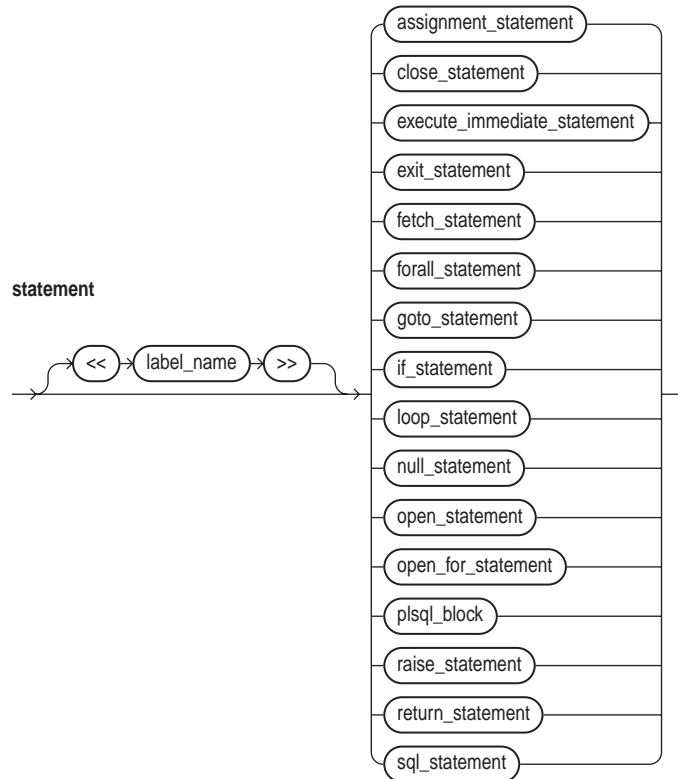 assignment_statement
close_statement
execute_immediate_statement
exit_statement
fetch_statement
forall_statement
statement
goto_statement
<< label_name >>
if_statement
loop_statement
null_statement
open_statement
open_for_statement
plsql_block
raise_statement
return_statement
sql_statement